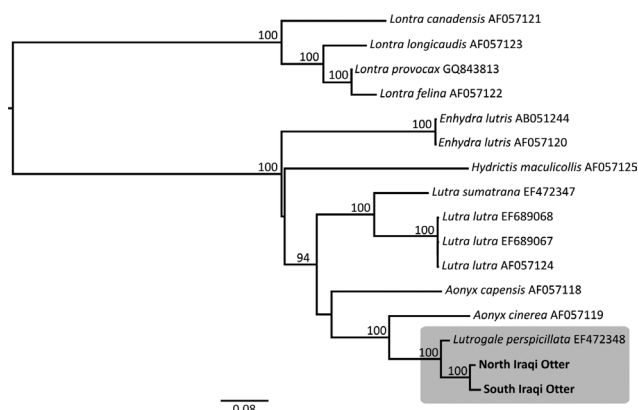 Lontra canadensis AF057121
100
Lontra longicaudis AF057123
100
Lontra provocax GQ843813
100
Lontra felina AF057122
Enhydra lutris AB051244
100
Enhydra lutris AF057120
100
Hydrictis maculicollis AF057125
Lutra sumatrana EF472347
100
Lutra lutra EF689068
100
Lutra lutra EF689067
94
Lutra lutra AF057124
Aonyx capensis AF057118
Aonyx cinerea AF057119
100
Lutrogale perspicillata EF472348
100
North Iraqi Otter
100
South Iraqi Otter
0.08